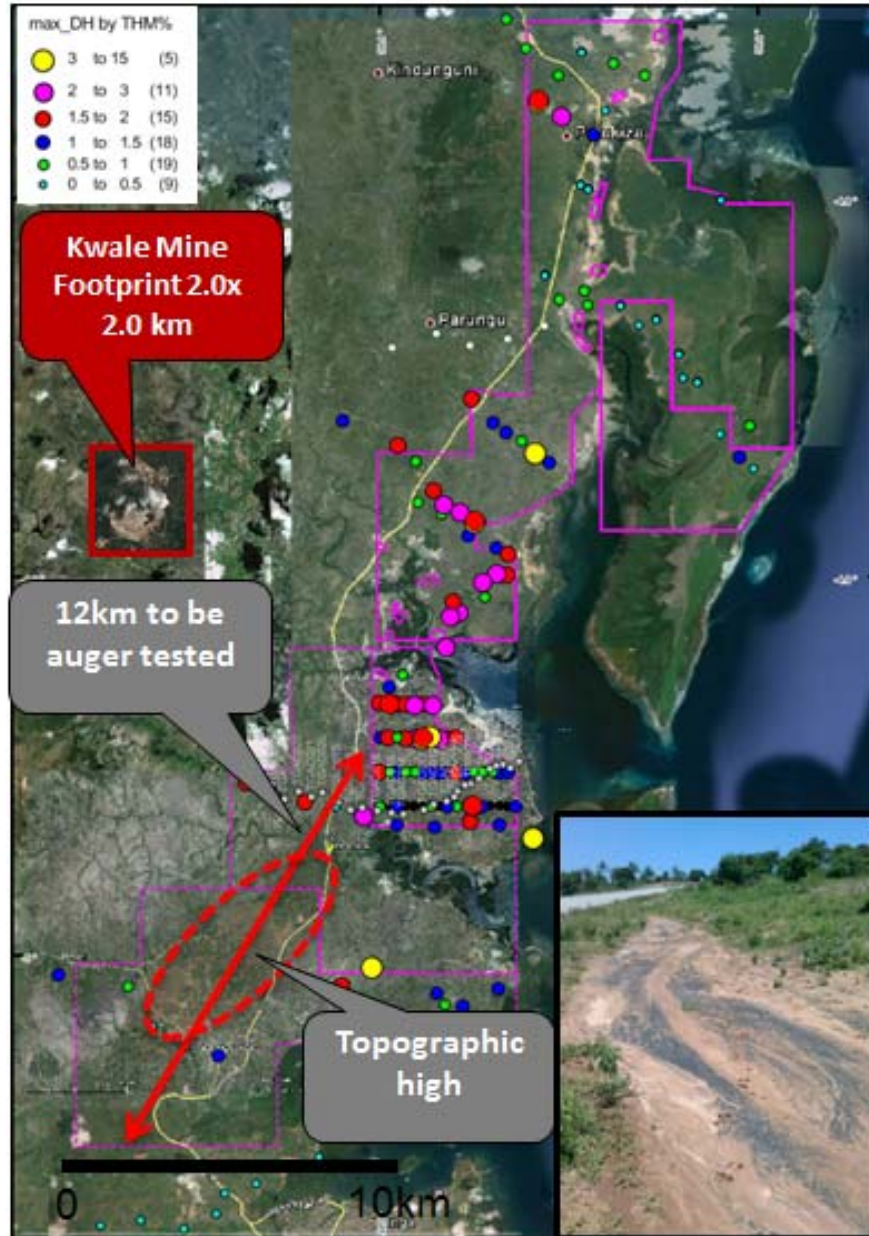 max_DH by THM%
3 to 15 (5)
2 to 3 (11)
1.5 to 2 (15)
1 to 1.5 (18)
0.5 to 1 (19)
0 to 0.5 (9)
Kindunguni
Kwale Mine
Footprint 2.0x
2.0 km
Parungu
12km to be
auger tested
Topographic
high
0 10km